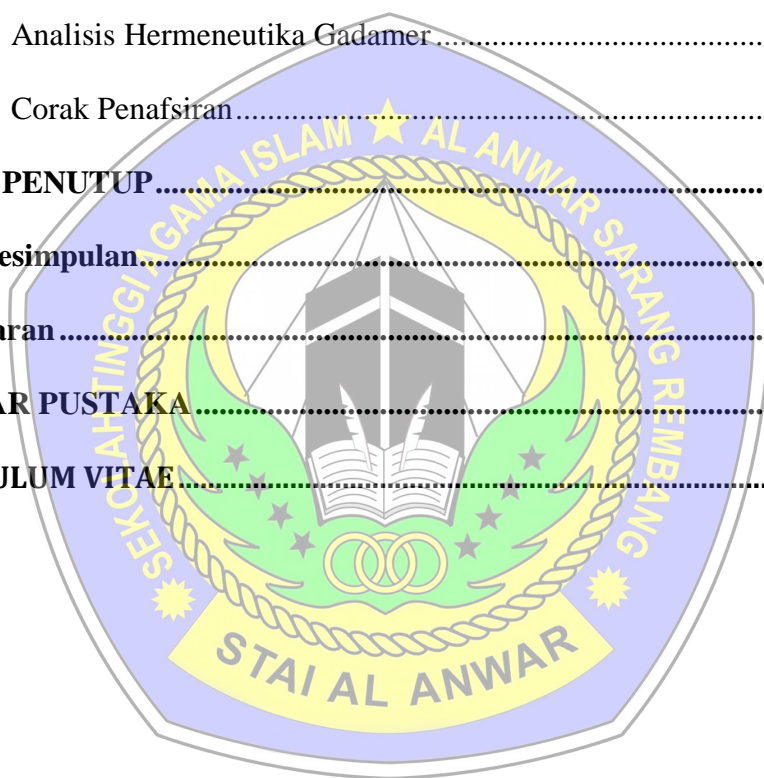 Analisis Hermeneutika Gadamer........................................
Corak Penafsiran................................................................
PENUTUP..........................................................................
esimpulan...........................................................................
aran.....................................................................................
AR PUSTAKA.....................................................................
ULUM VITAE.......................................................................
SEKOLAH TINGGI AGAMA ISLAM AL ANWAR SARANG REMBANG
STAI AL ANWAR